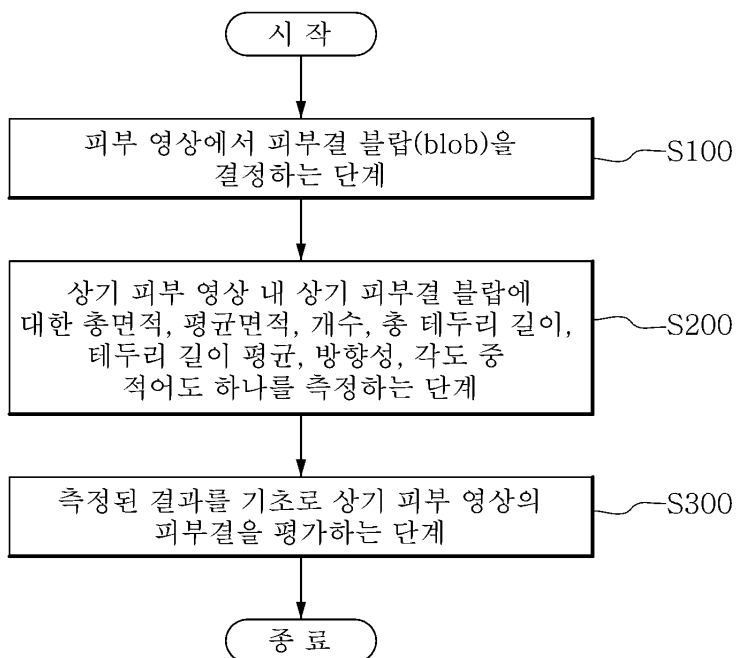 시 작
피부 영상에서 피부결 블랍(blob)을
결정하는 단계
S100
상기 피부 영상 내 상기 피부결 블랍에
대한 총면적, 평균면적, 개수, 총 테두리 길이,
테두리 길이 평균, 방향성, 각도 중
적어도 하나를 측정하는 단계
S200
측정된 결과를 기초로 상기 피부 영상의
피부결을 평가하는 단계
S300
종 료